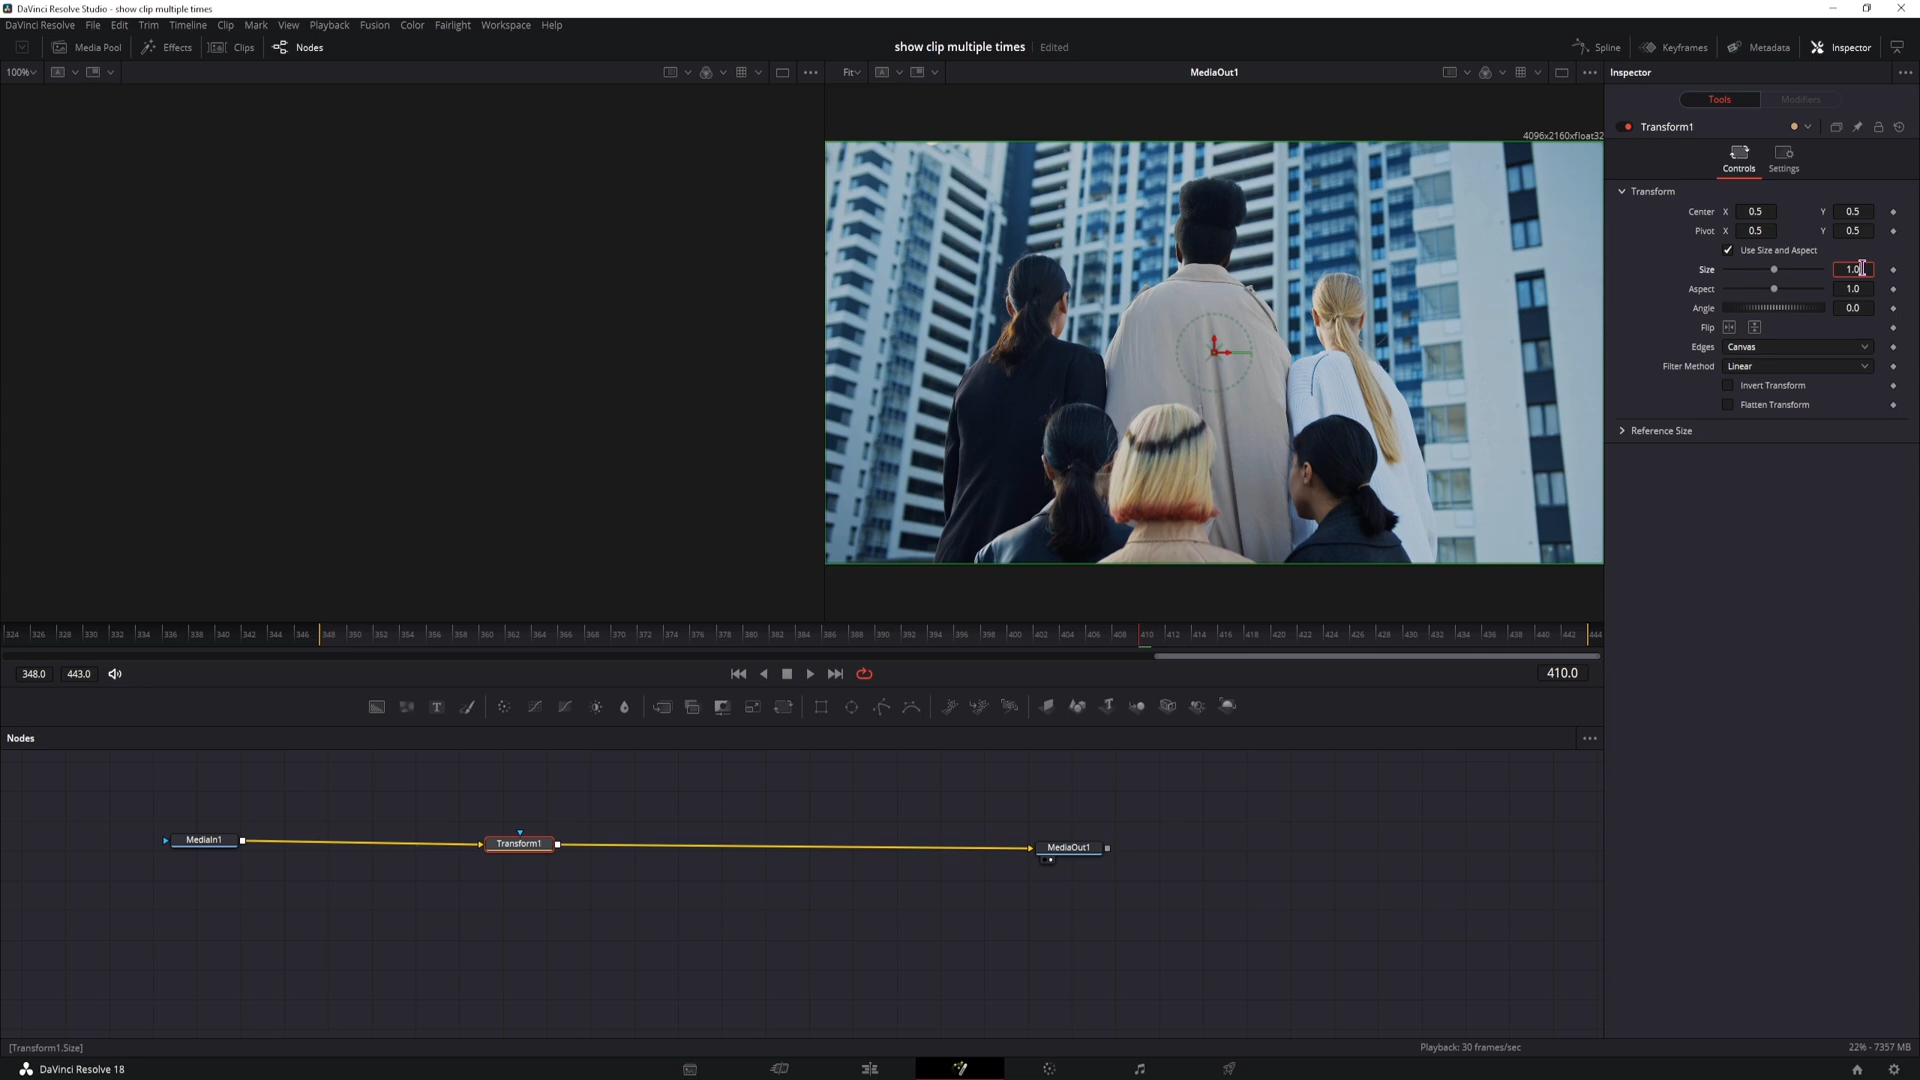 DaVinci Resolve Studio - show clip multiple times
DaVinci Resolve File Edit Trim Timeline Clip Mark View Playback Fusion Color Fairlight Workspace Help
Media Pool Effects Clips Nodes show clip multiple times Edited Spline Keyframes Metadata Inspector
100% Fit MediaOut1 Inspector
Tools Modifiers
4096x2160xfloat32
Transform1
Controls Settings
Transform
Center X 0.5 Y 0.5
Pivot X 0.5 Y 0.5
Use Size and Aspect
Size 1.0
Aspect 1.0
Angle 0.0
Flip
Edges Canvas
Filter Method Linear
Invert Transform
Flatten Transform
Reference Size
324 326 328 330 332 334 336 338 340 342 344 346 348 350 352 354 356 358 360 362 364 366 368 370 372 374 376 378 380 382 384 386 388 390 392 394 396 398 400 402 404 406 408 410 412 414 416 418 420 422 424 426 428 430 432 434 436 438 440 442 444
348.0 443.0 410.0
Nodes
MediaIn1 Transform1 MediaOut1
[Transform1.Size] Playback: 30 frames/sec 22% - 7357 MB
DaVinci Resolve 18